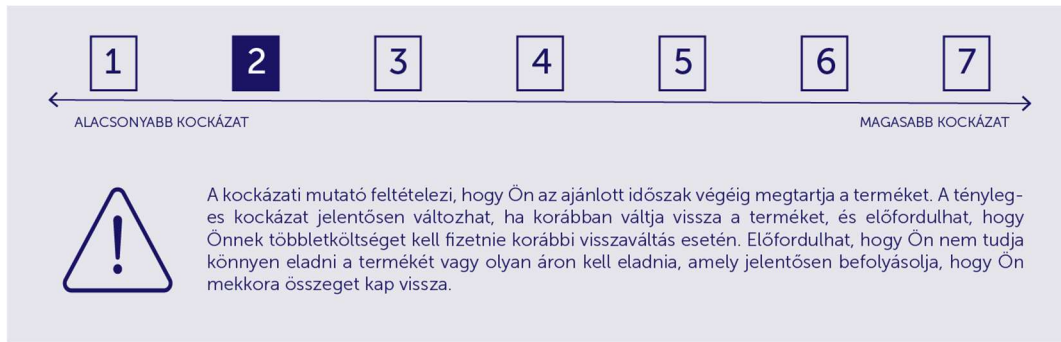 1 2 3 4 5 6 7
ALACSONYABB KOCKÁZAT MAGASABB KOCKÁZAT
A kockázati mutató feltételezi, hogy Ön az ajánlott időszak végéig megtartja a terméket. A tényleg-
es kockázat jelentősen változhat, ha korábban váltja vissza a terméket, és előfordulhat, hogy
Önnek többletköltséget kell fizetnie korábbi visszaváltás esetén. Előfordulhat, hogy Ön nem tudja
könnyen eladni a termékét vagy olyan áron kell eladnia, amely jelentősen befolyásolja, hogy Ön
mekkora összeget kap vissza.